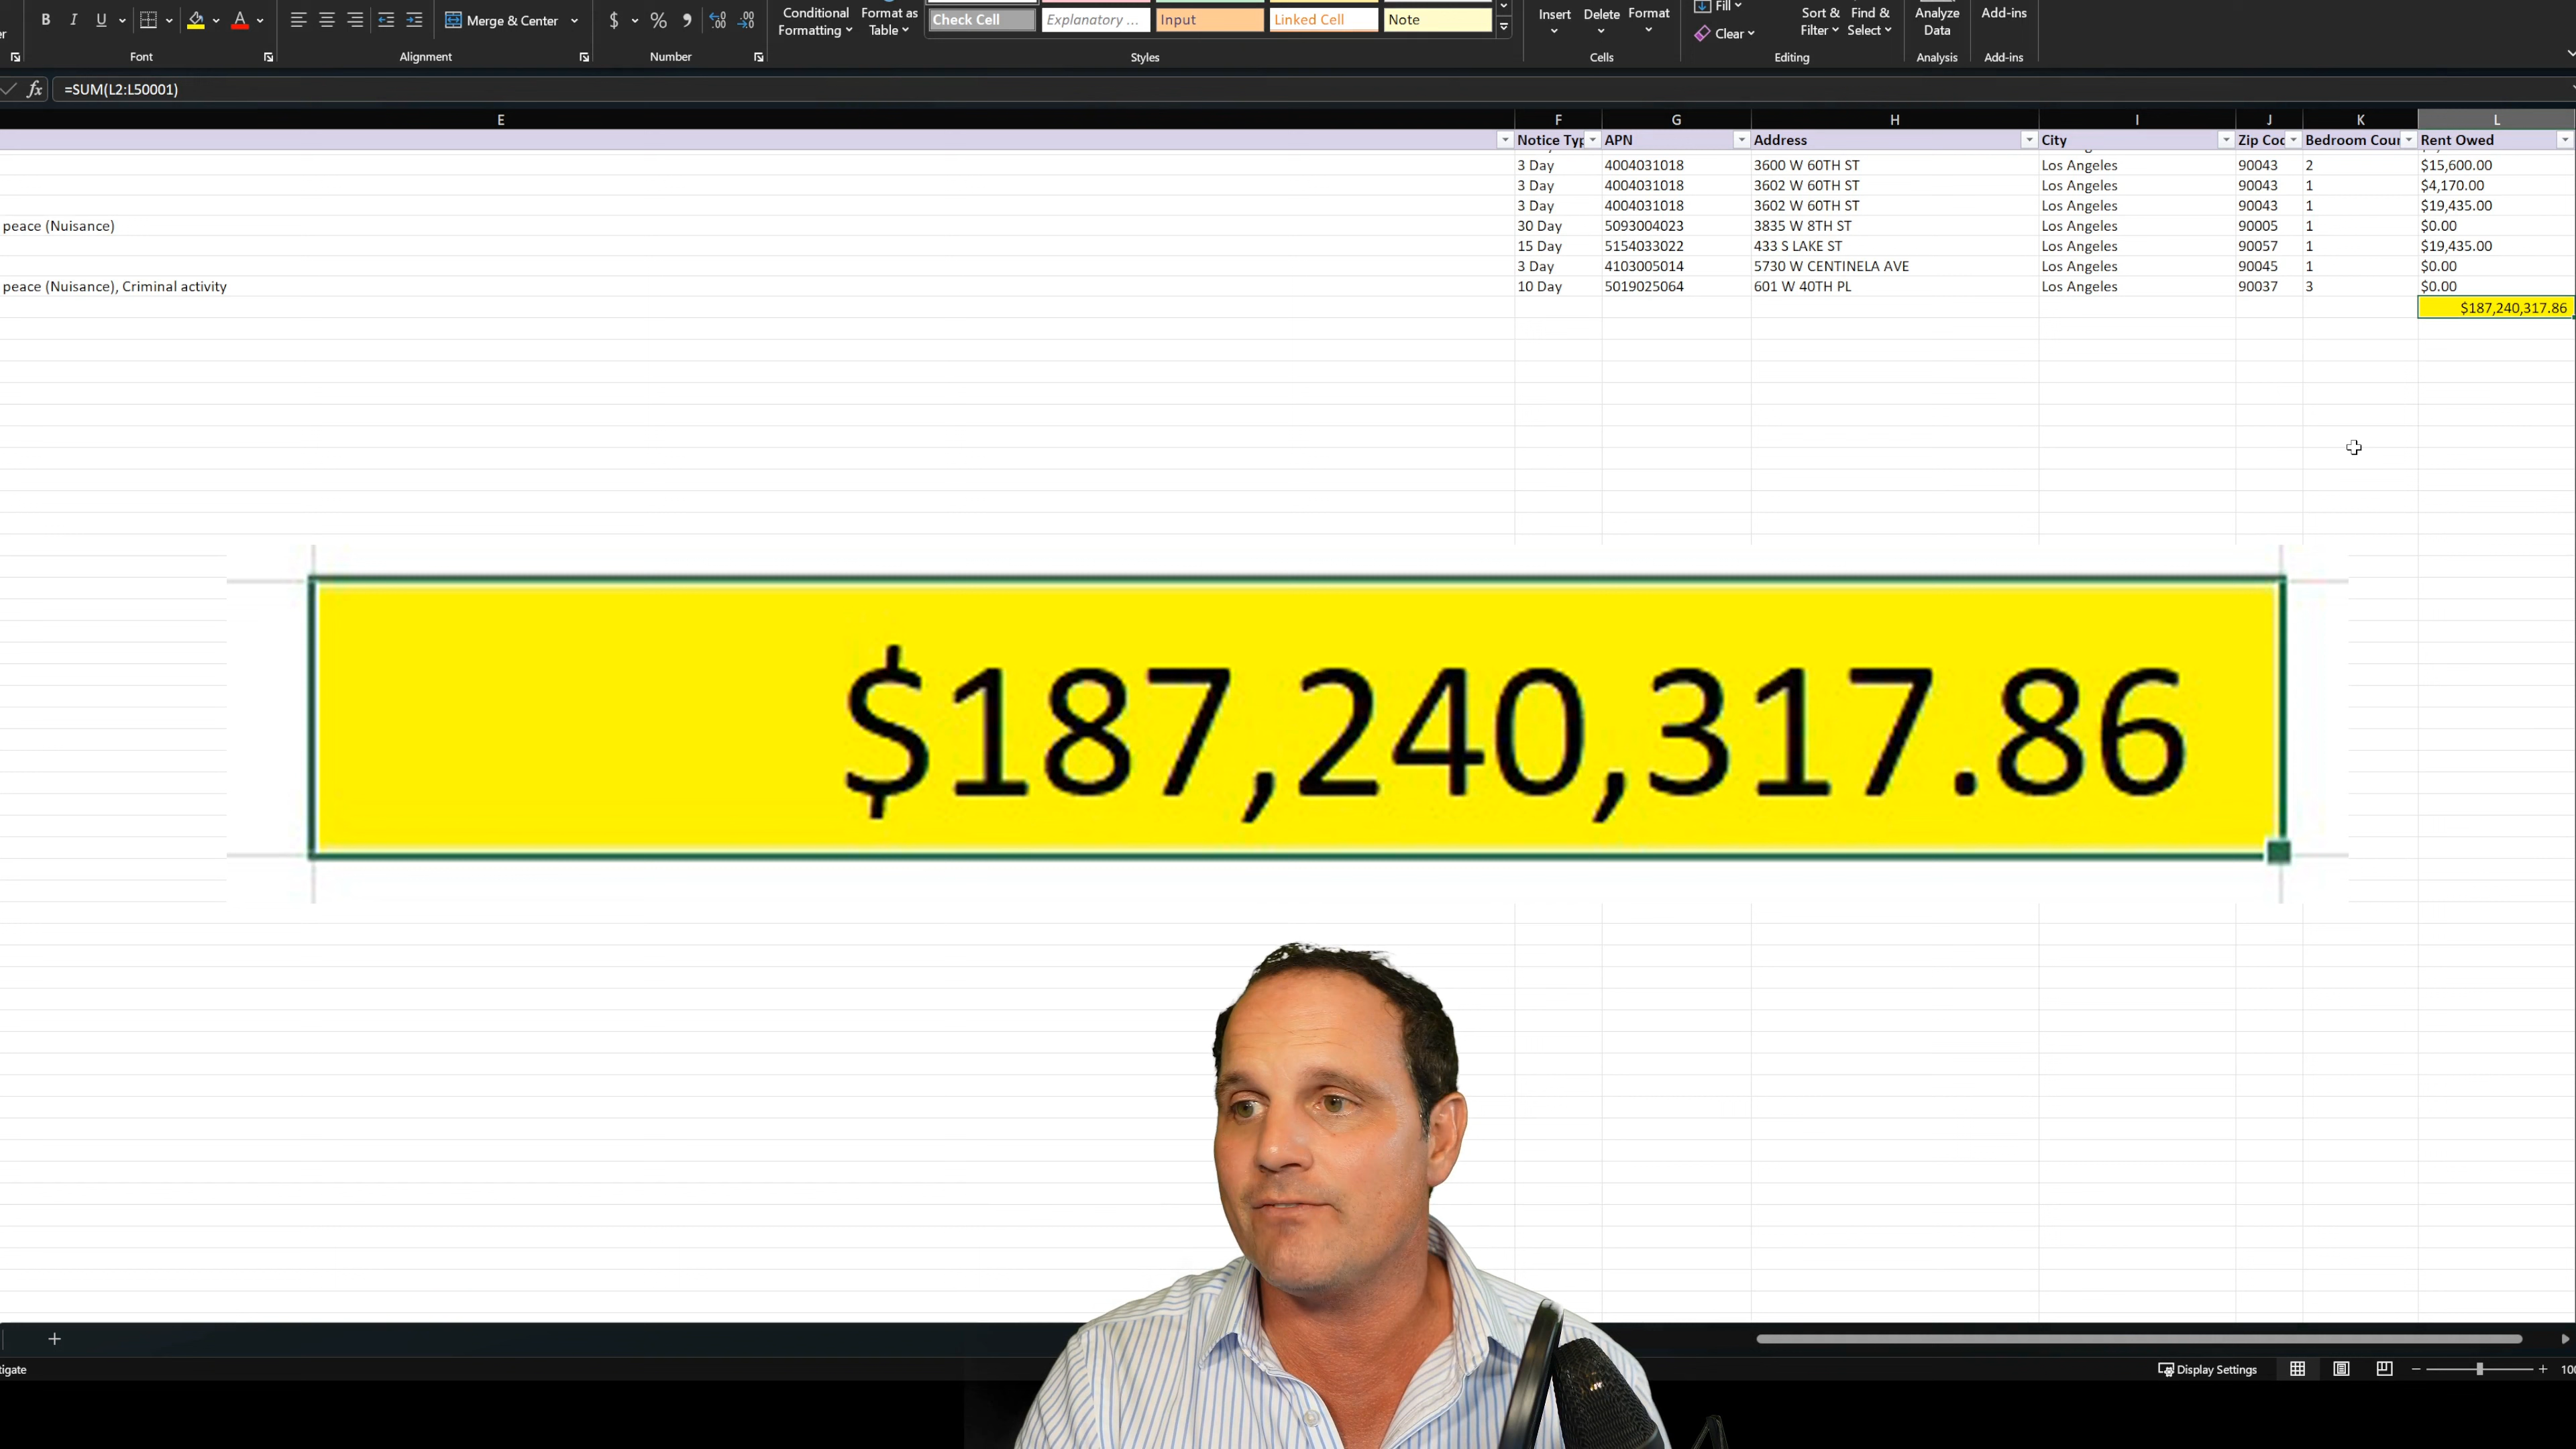 B I U A Merge & Center $ % , Conditional Formatting Format as Table Check Cell Explanatory ... Input Linked Cell Note Insert Delete Format Fill Clear Sort & Filter Find & Select Analyze Data Add-ins
Font Alignment Number Styles Cells Editing Analysis Add-ins
fx =SUM(L2:L50001)
E F G H I J K L
Notice Typ APN Address City Zip Cod Bedroom Coun Rent Owed
3 Day 4004031018 3600 W 60TH ST Los Angeles 90043 2 $15,600.00
3 Day 4004031018 3602 W 60TH ST Los Angeles 90043 1 $4,170.00
3 Day 4004031018 3602 W 60TH ST Los Angeles 90043 1 $19,435.00
peace (Nuisance) 30 Day 5093004023 3835 W 8TH ST Los Angeles 90005 1 $0.00
15 Day 5154033022 433 S LAKE ST Los Angeles 90057 1 $19,435.00
3 Day 4103005014 5730 W CENTINELA AVE Los Angeles 90045 1 $0.00
peace (Nuisance), Criminal activity 10 Day 5019025064 601 W 40TH PL Los Angeles 90037 3 $0.00
$187,240,317.86
$187,240,317.86
tigate Display Settings 100